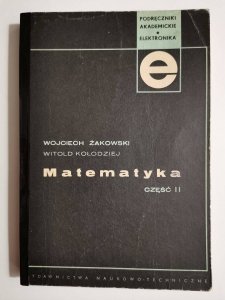 PODRĘCZNIKI
AKADEMICKIE
•
ELEKTRONIKA
e
WOJCIECH ŻAKOWSKI
WITOLD KOŁODZIEJ
Matematyka
CZĘŚĆ II
WYDAWNICTWA NAUKOWO-TECHNICZNE